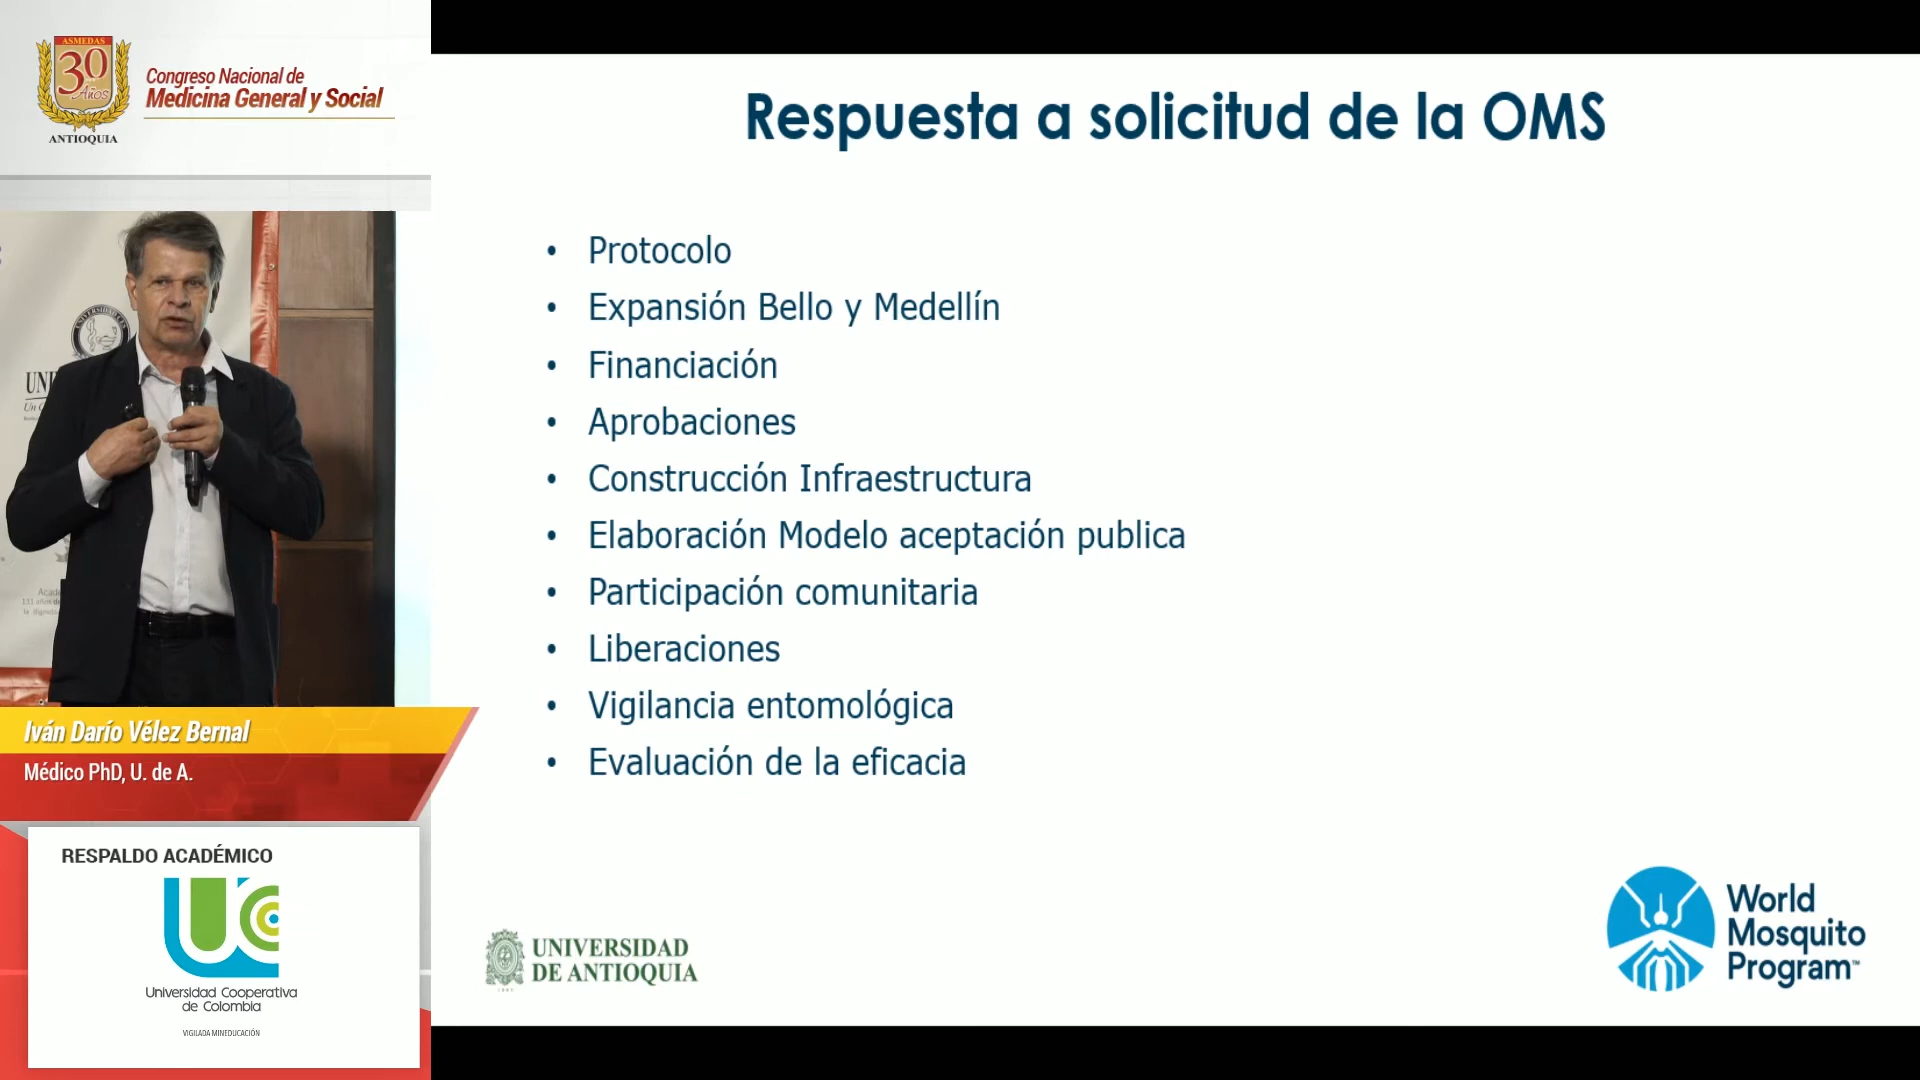 ASMEDAS
30
Años
ANTIOQUIA
Congreso Nacional de
Medicina General y Social
Respuesta a solicitud de la OMS
• Protocolo
• Expansión Bello y Medellín
• Financiación
• Aprobaciones
• Construcción Infraestructura
• Elaboración Modelo aceptación publica
• Participación comunitaria
• Liberaciones
• Vigilancia entomológica
• Evaluación de la eficacia
Iván Darío Vélez Bernal
Médico PhD, U. de A.
RESPALDO ACADÉMICO
Universidad Cooperativa
de Colombia
VIGILADA MINEDUCACIÓN
UNIVERSIDAD
DE ANTIOQUIA
World
Mosquito
Program™